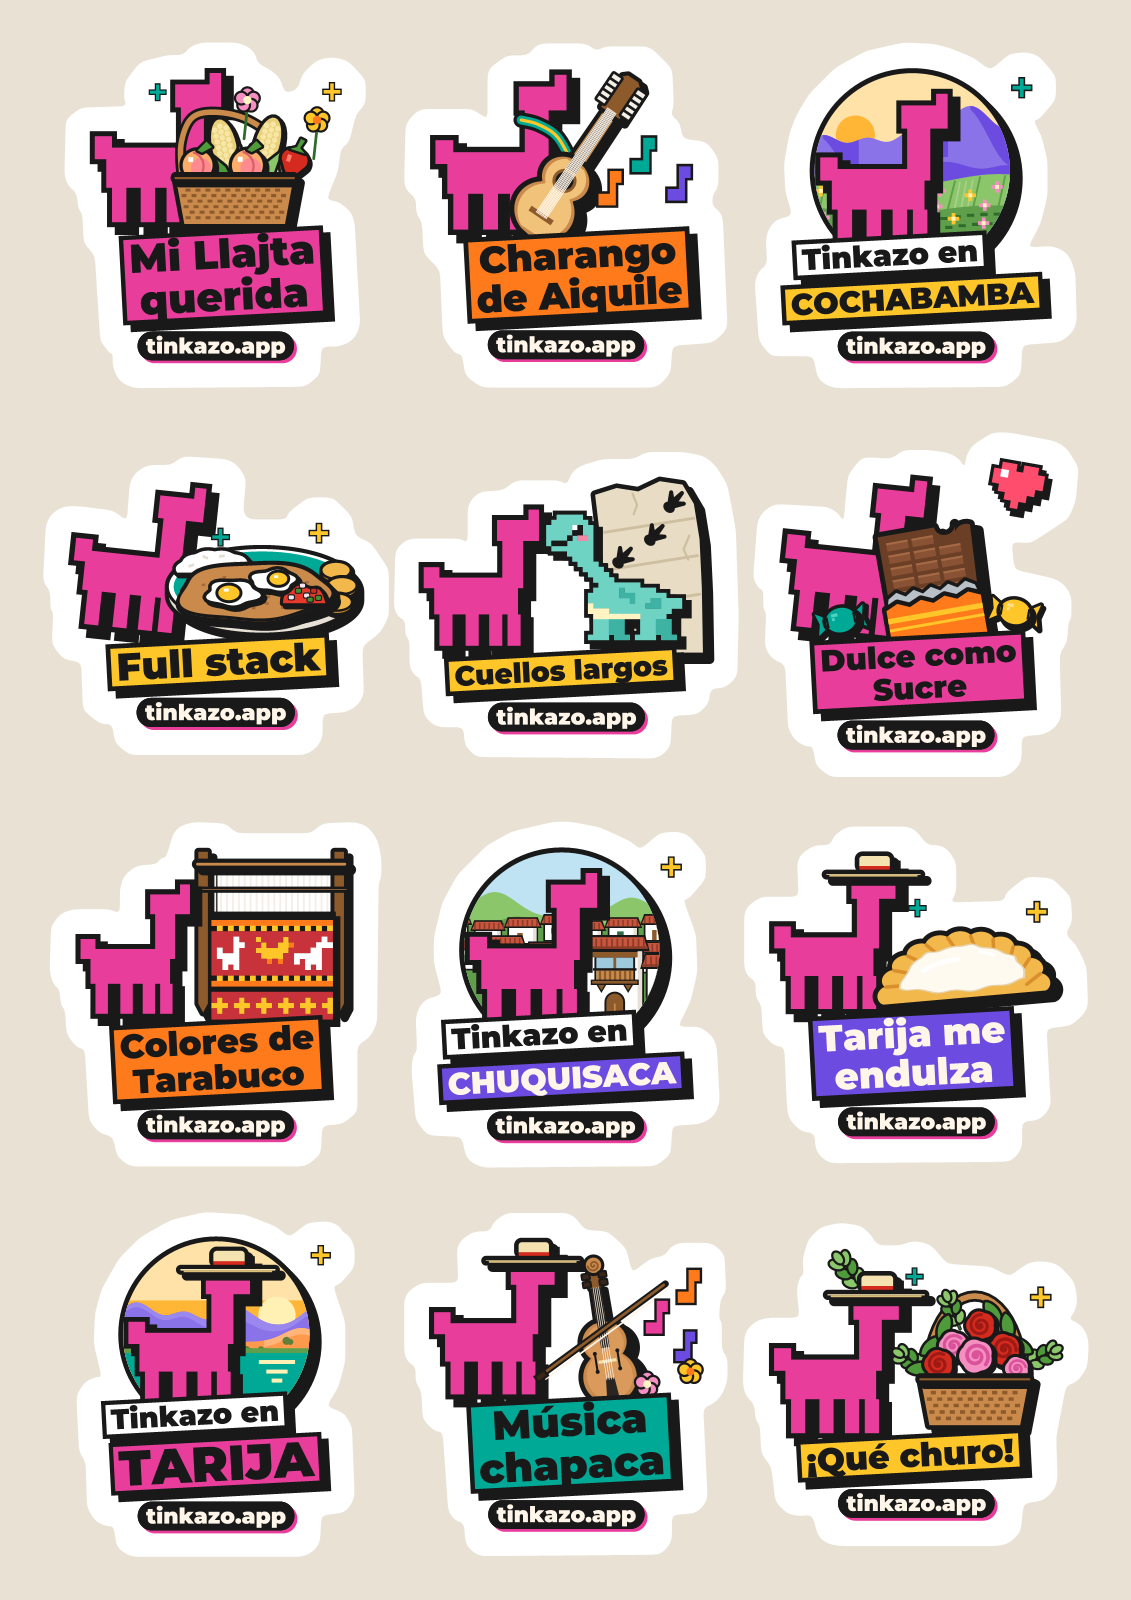 Mi Llajta
querida
tinkazo.app
Charango
de Aiquile
tinkazo.app
Tinkazo en
COCHABAMBA
tinkazo.app
Full stack
tinkazo.app
Cuellos largos
tinkazo.app
Dulce como
Sucre
tinkazo.app
Colores de
Tarabuco
tinkazo.app
Tinkazo en
CHUQUISACA
tinkazo.app
Tarija me
endulza
tinkazo.app
Tinkazo en
TARIJA
tinkazo.app
Música
chapaca
tinkazo.app
¡Qué churo!
tinkazo.app